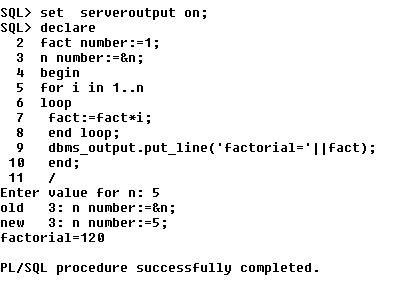 SQL> set  serveroutput on;
SQL> declare
  2  fact number:=1;
  3  n number:=&n;
  4  begin
  5  for i in 1..n
  6  loop
  7   fact:=fact*i;
  8   end loop;
  9   dbms_output.put_line('factorial='||fact);
 10   end;
 11   /
Enter value for n: 5
old   3: n number:=&n;
new   3: n number:=5;
factorial=120
PL/SQL procedure successfully completed.